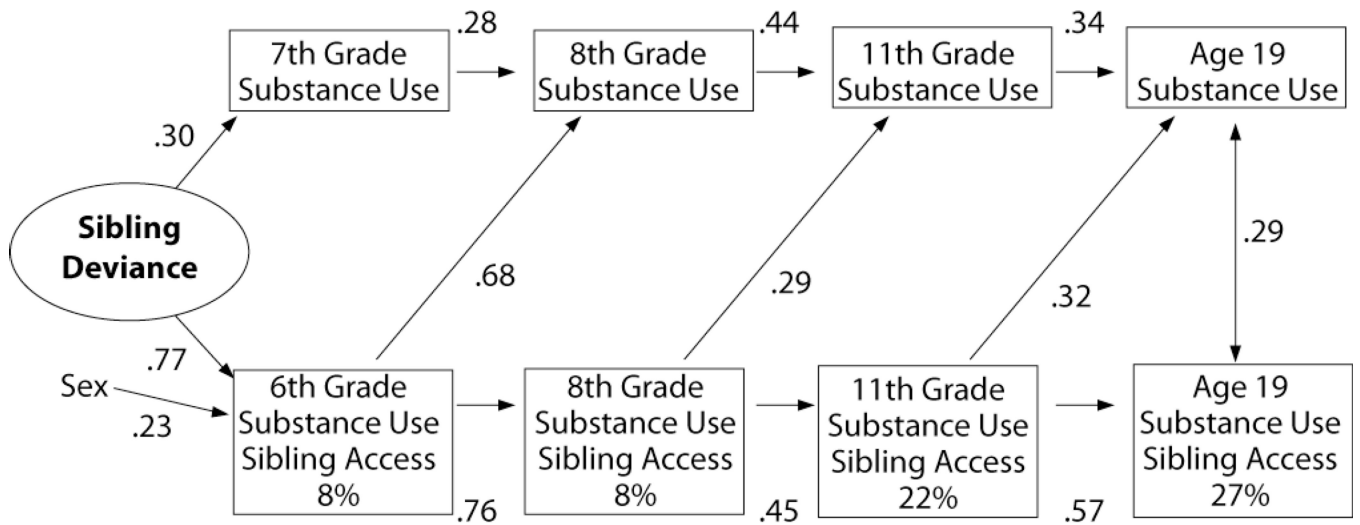 .28
.44
.34
7th Grade
Substance Use
8th Grade
Substance Use
11th Grade
Substance Use
Age 19
Substance Use
.30
Sibling
Deviance
.68
.29
.32
.29
.77
Sex
.23
6th Grade
Substance Use
Sibling Access
8%
8th Grade
Substance Use
Sibling Access
8%
11th Grade
Substance Use
Sibling Access
22%
Age 19
Substance Use
Sibling Access
27%
.76
.45
.57